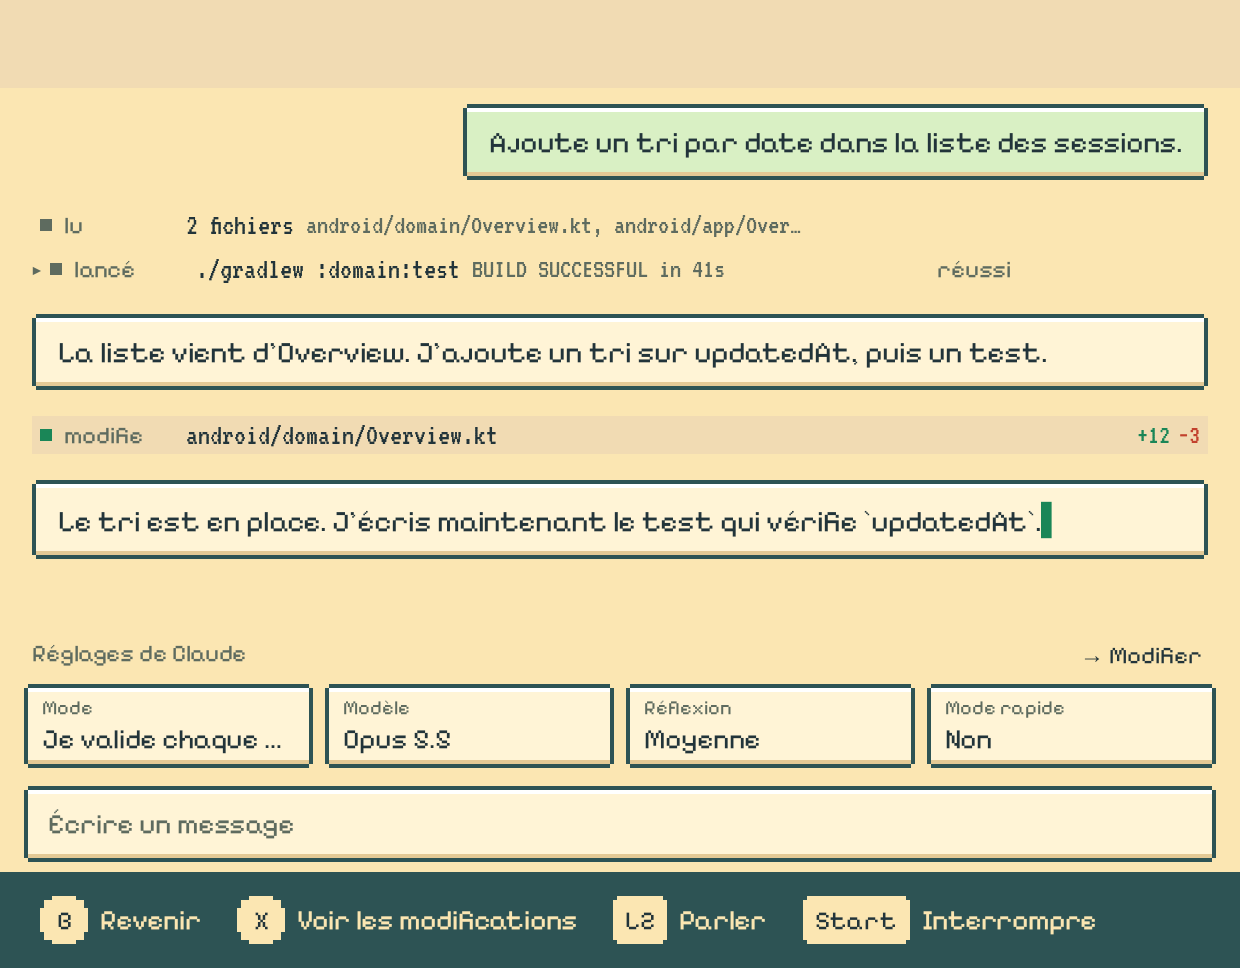 Ajoute un tri par date dans la liste des sessions.
lu 2 fichiers android/domain/Overview.kt, android/app/Over…
▸ lancé ./gradlew :domain:test BUILD SUCCESSFUL in 41s réussi
La liste vient d'Overview. J'ajoute un tri sur updatedAt, puis un test.
modifie android/domain/Overview.kt +12 -3
Le tri est en place. J'écris maintenant le test qui vérifie `updatedAt`.
Réglages de Claude → Modifier
Mode Modèle Réflexion Mode rapide
Je valide chaque … Opus Moyenne Non
Écrire un message
B Revenir X Voir les modifications L2 Parler Start Interrompre